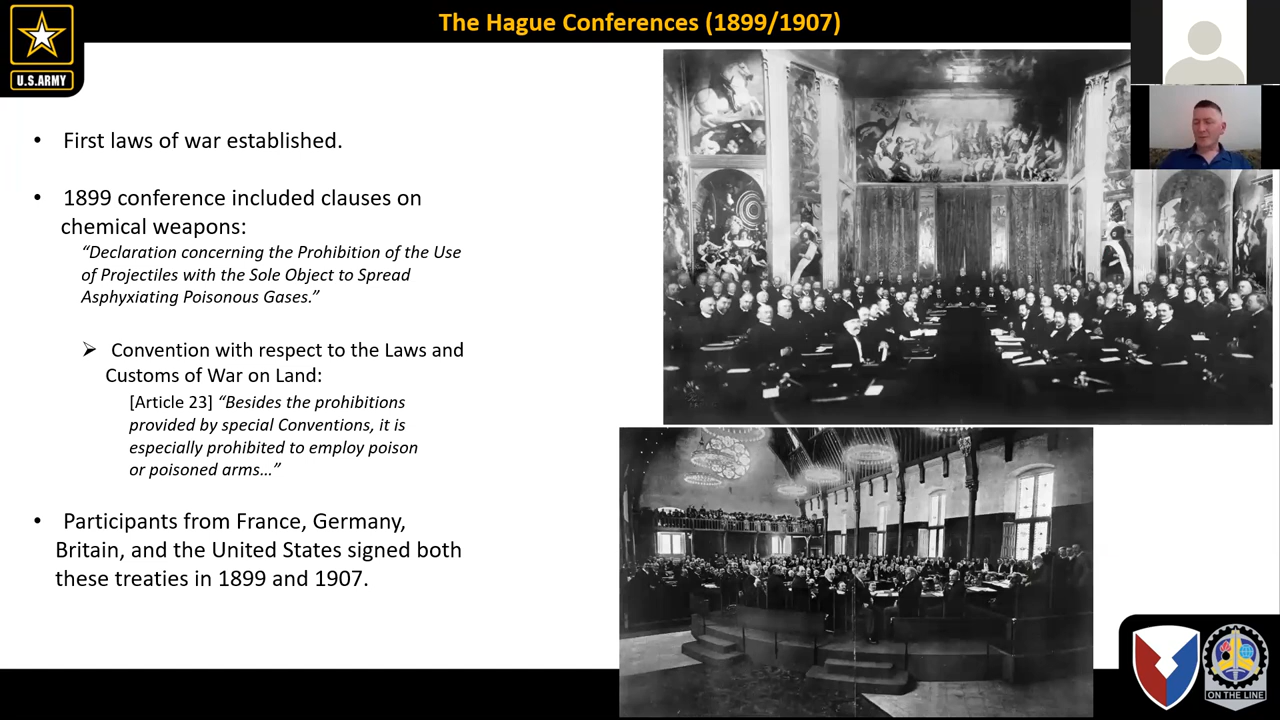 The Hague Conferences (1899/1907)
U.S.ARMY
• First laws of war established.
• 1899 conference included clauses on
chemical weapons:
“Declaration concerning the Prohibition of the Use
of Projectiles with the Sole Object to Spread
Asphyxiating Poisonous Gases.”
➢ Convention with respect to the Laws and
Customs of War on Land:
[Article 23] “Besides the prohibitions
provided by special Conventions, it is
especially prohibited to employ poison
or poisoned arms…”
• Participants from France, Germany,
Britain, and the United States signed both
these treaties in 1899 and 1907.
ON THE LINE